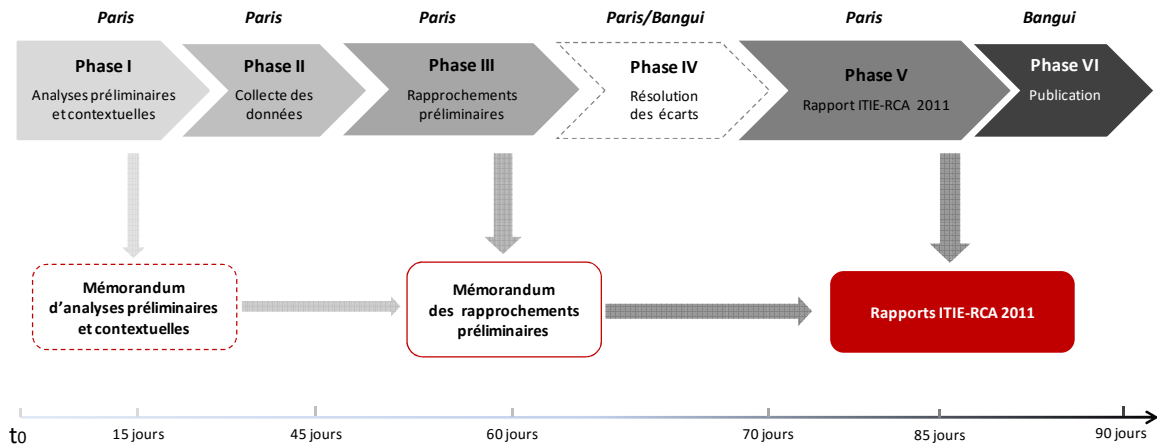 Paris
Paris
Paris
Paris/Bangui
Paris
Bangui
Phase I
Analyses préliminaires
et contextuelles
Phase II
Collecte des
données
Phase III
Rapprochements
préliminaires
Phase IV
Résolution
des écarts
Phase V
Rapport ITIE-RCA 2011
Phase VI
Publication
Mémorandum
d'analyses préliminaires
et contextuelles
Mémorandum
des rapprochements
préliminaires
Rapports ITIE-RCA 2011
t0
15 jours
45 jours
60 jours
70 jours
85 jours
90 jours